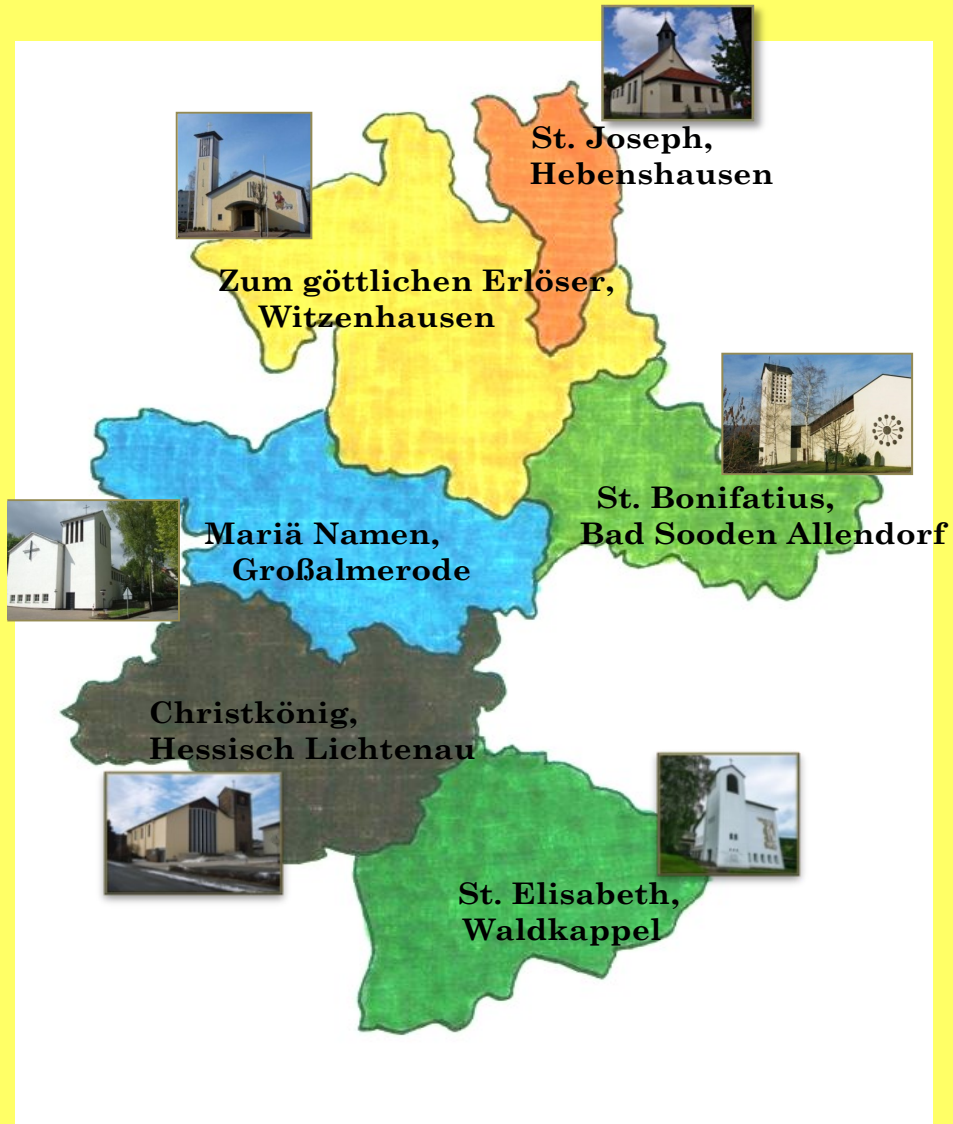 St. Joseph,
Hebenshausen
Zum göttlichen Erlöser,
Witzenhausen
St. Bonifatius,
Bad Sooden Allendorf
Mariä Namen,
Großalmerode
Christkönig,
Hessisch Lichtenau
St. Elisabeth,
Waldkappel